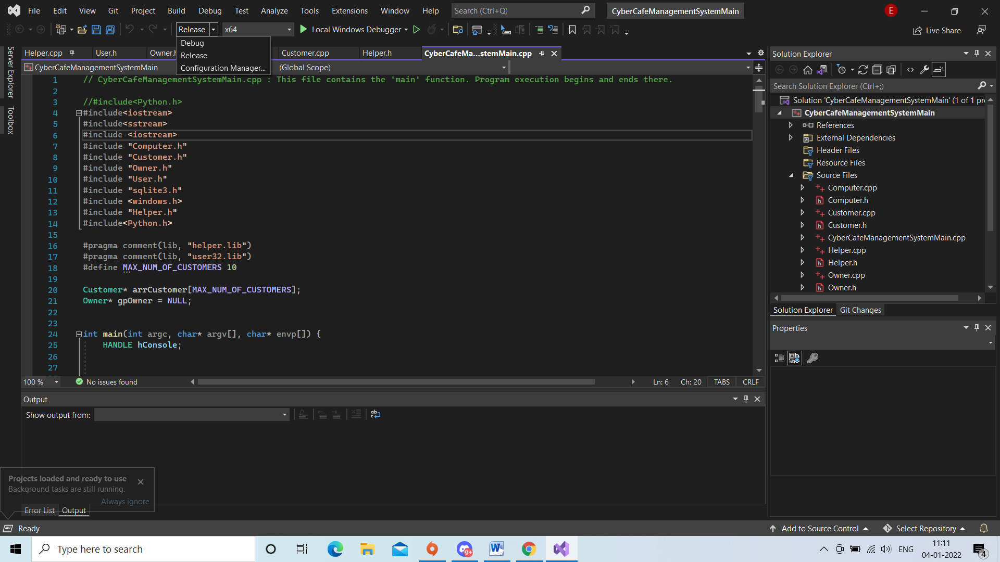 File Edit View Git Project Build Debug Test Analyze Tools Extensions Window Help Search (Ctrl+Q) CyberCafeManagementSystemMain E
Release x64 Local Windows Debugger Live Share
Debug
Release
Configuration Manager...
Server Explorer
Toolbox
Helper.cpp User.h Owner.h Customer.cpp Helper.h CyberCafeMa...stemMain.cpp
CyberCafeManagementSystemMain (Global Scope)
1 // CyberCafeManagementSystemMain.cpp : This file contains the 'main' function. Program execution begins and ends there.
2
3 //#include<Python.h>
4 #include<iostream>
5 #include<sstream>
6 #include <iostream>
7 #include "Computer.h"
8 #include "Customer.h"
9 #include "Owner.h"
10 #include "User.h"
11 #include "sqlite3.h"
12 #include <windows.h>
13 #include "Helper.h"
14 #include<Python.h>
15
16 #pragma comment(lib, "helper.lib")
17 #pragma comment(lib, "user32.lib")
18 #define MAX_NUM_OF_CUSTOMERS 10
19
20 Customer* arrCustomer[MAX_NUM_OF_CUSTOMERS];
21 Owner* gpOwner = NULL;
22
23
24 int main(int argc, char* argv[], char* envp[]) {
25 HANDLE hConsole;
26
27
100 % No issues found Ln: 6 Ch: 20 TABS CRLF
Output
Show output from:
Projects loaded and ready to use
Background tasks are still running.
Always ignore
Error List Output
Solution Explorer
Search Solution Explorer (Ctrl+;)
Solution 'CyberCafeManagementSystemMain' (1 of 1 pr
CyberCafeManagementSystemMain
References
External Dependencies
Header Files
Resource Files
Source Files
Computer.cpp
Computer.h
Customer.cpp
Customer.h
CyberCafeManagementSystemMain.cpp
Helper.cpp
Helper.h
Owner.cpp
Owner.h
Solution Explorer Git Changes
Properties
Ready Add to Source Control Select Repository
Type here to search 9+ ENG 11:11
04-01-2022 4